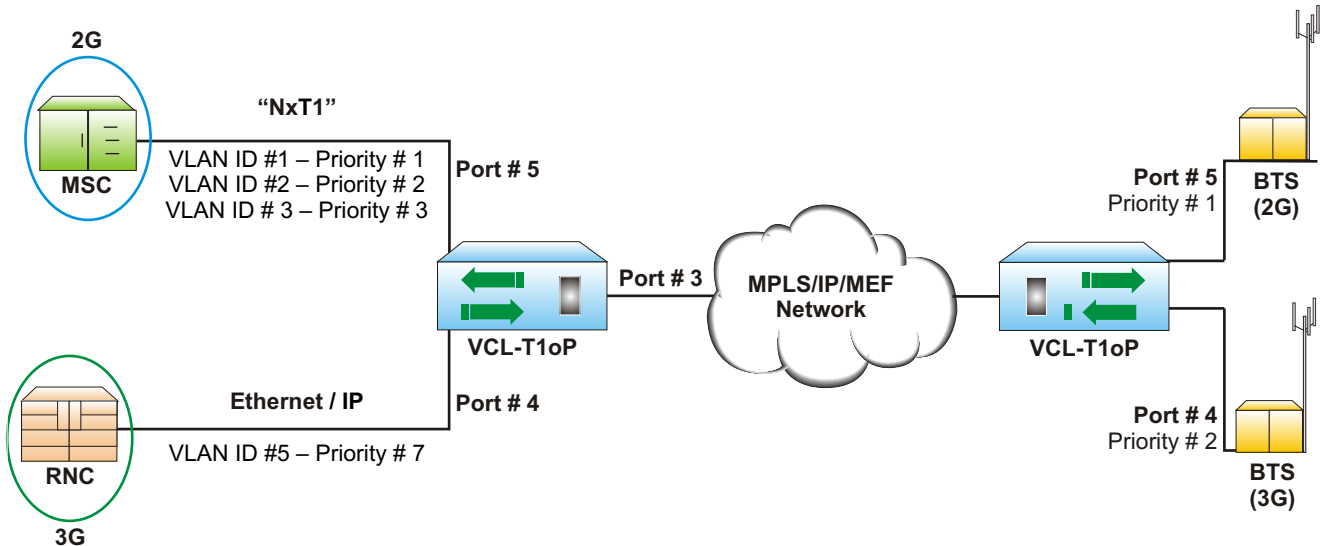 2G
MSC
“NxT1”
VLAN ID #1 – Priority # 1
VLAN ID #2 – Priority # 2
VLAN ID # 3 – Priority # 3
Port # 5
VCL-T1oP
Port # 3
Port # 4
Ethernet / IP
VLAN ID #5 – Priority # 7
RNC
3G
MPLS/IP/MEF
Network
VCL-T1oP
Port # 5
Priority # 1
BTS
(2G)
Port # 4
Priority # 2
BTS
(3G)